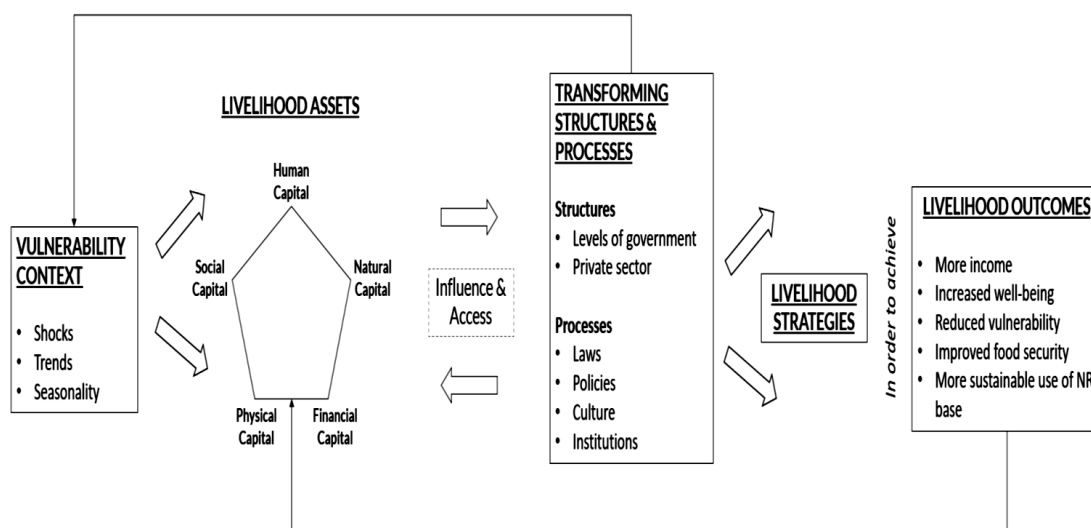 LIVELIHOOD ASSETS
Human
Capital
Social
Capital
Natural
Capital
Physical
Capital
Financial
Capital
VULNERABILITY
CONTEXT
• Shocks
• Trends
• Seasonality
Influence &
Access
TRANSFORMING
STRUCTURES &
PROCESSES
Structures
• Levels of government
• Private sector
Processes
• Laws
• Policies
• Culture
• Institutions
LIVELIHOOD
STRATEGIES
In order to achieve
LIVELIHOOD OUTCOMES
• More income
• Increased well-being
• Reduced vulnerability
• Improved food security
• More sustainable use of NR
base